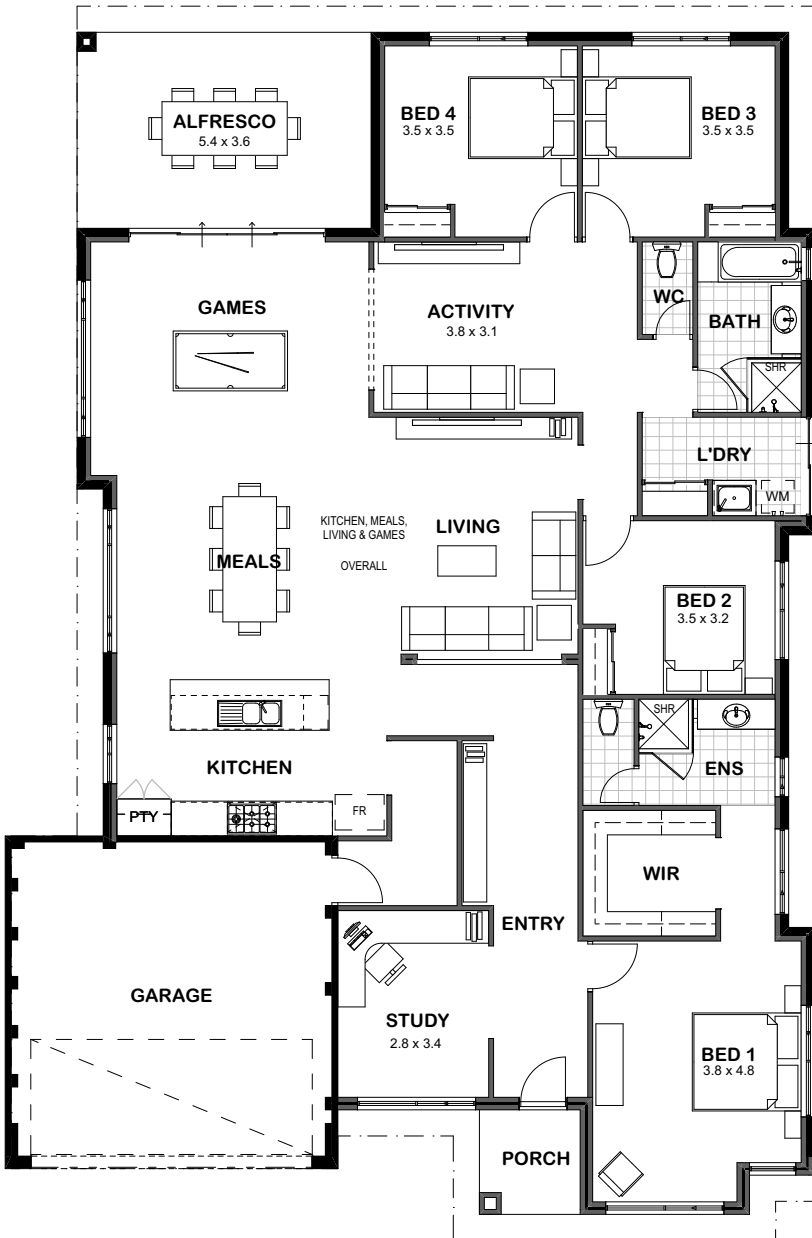 ALFRESCO
5.4 x 3.6
BED 4
3.5 x 3.5
BED 3
3.5 x 3.5
GAMES
ACTIVITY
3.8 x 3.1
WC
BATH
SHR
L'DRY
WM
KITCHEN, MEALS,
LIVING & GAMES
OVERALL
LIVING
MEALS
BED 2
3.5 x 3.2
SHR
ENS
KITCHEN
PTY
FR
WIR
ENTRY
GARAGE
STUDY
2.8 x 3.4
BED 1
3.8 x 4.8
PORCH